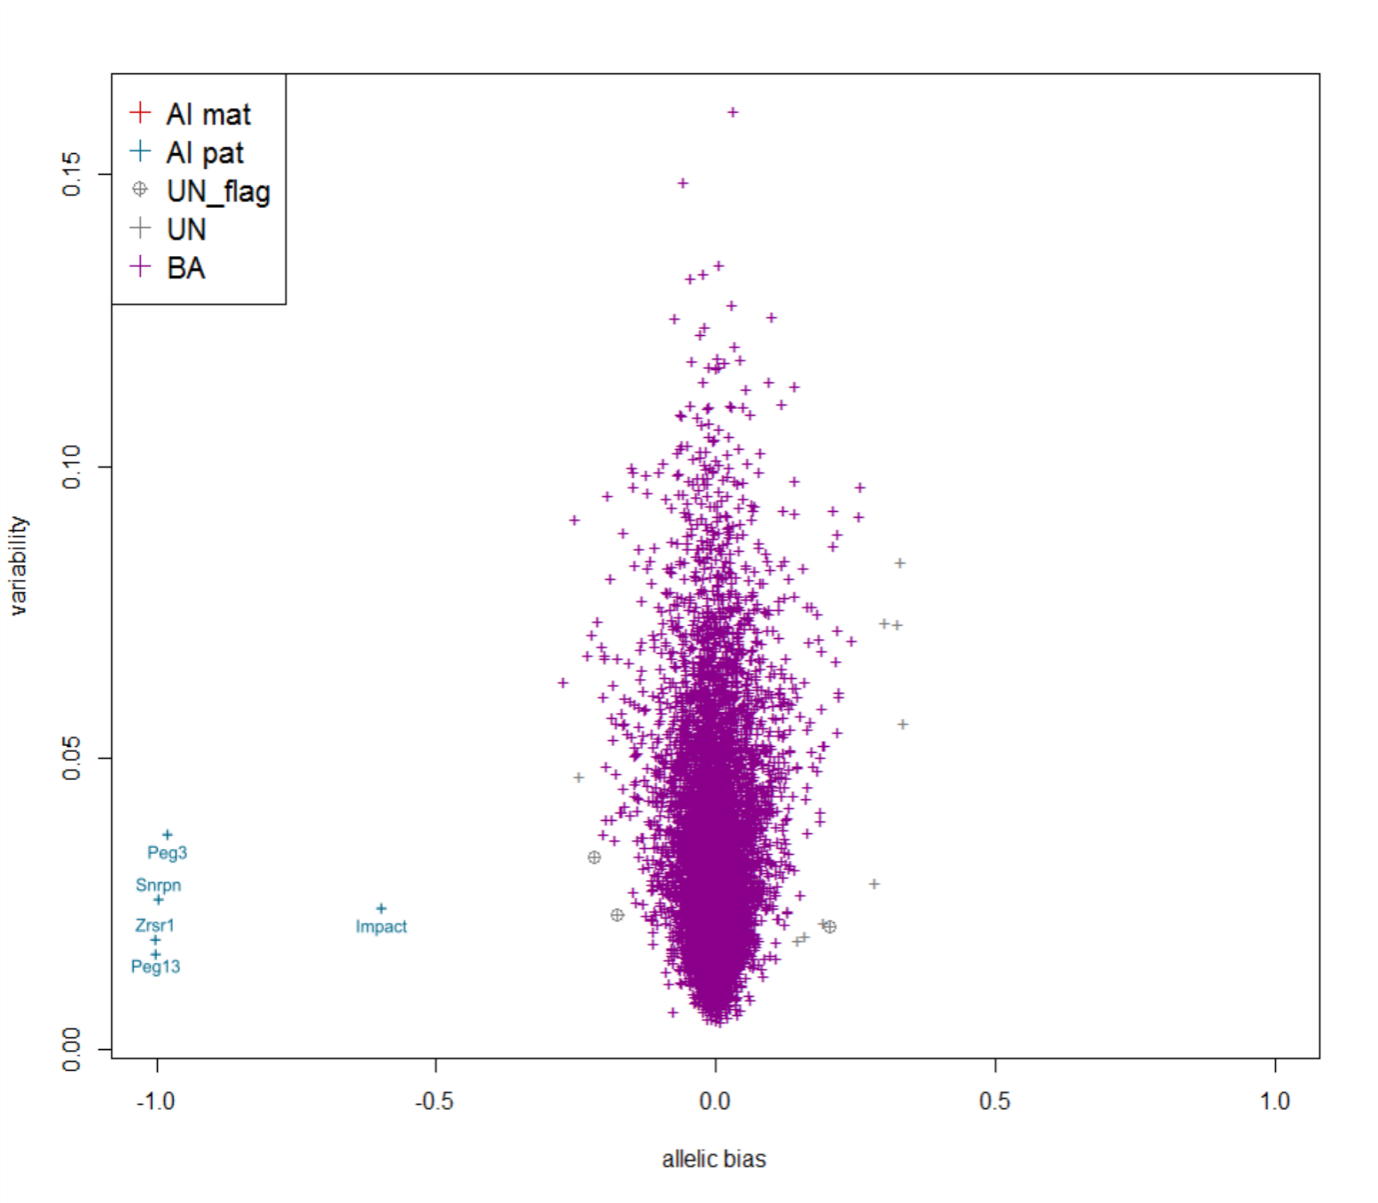 AI mat
AI pat
UN_flag
UN
BA
0.15
0.10
0.05
0.00
variability
Peg3
Snrpn
Zrsr1
Impact
Peg13
-1.0 -0.5 0.0 0.5 1.0
allelic bias